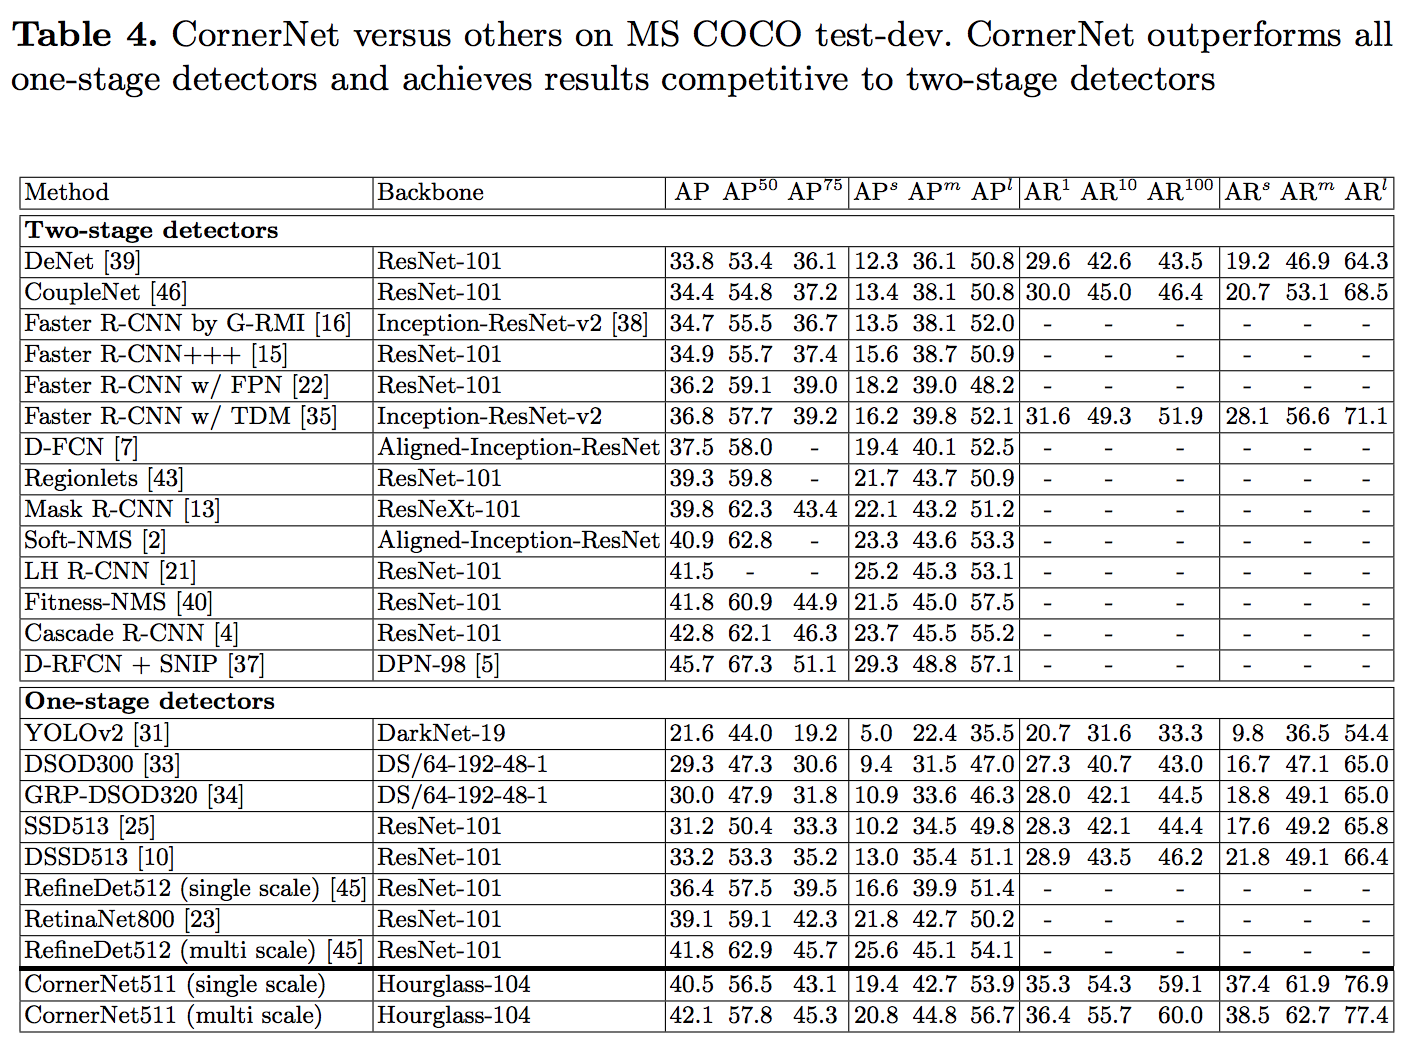 Table 4. CornerNet versus others on MS COCO test-dev. CornerNet outperforms all
one-stage detectors and achieves results competitive to two-stage detectors
Method Backbone AP AP50 AP75 APs APm APl AR1 AR10 AR100 ARs ARm ARl
Two-stage detectors
DeNet [39] ResNet-101 33.8 53.4 36.1 12.3 36.1 50.8 29.6 42.6 43.5 19.2 46.9 64.3
CoupleNet [46] ResNet-101 34.4 54.8 37.2 13.4 38.1 50.8 30.0 45.0 46.4 20.7 53.1 68.5
Faster R-CNN by G-RMI [16] Inception-ResNet-v2 [38] 34.7 55.5 36.7 13.5 38.1 52.0 - - - - - -
Faster R-CNN+++ [15] ResNet-101 34.9 55.7 37.4 15.6 38.7 50.9 - - - - - -
Faster R-CNN w/ FPN [22] ResNet-101 36.2 59.1 39.0 18.2 39.0 48.2 - - - - - -
Faster R-CNN w/ TDM [35] Inception-ResNet-v2 36.8 57.7 39.2 16.2 39.8 52.1 31.6 49.3 51.9 28.1 56.6 71.1
D-FCN [7] Aligned-Inception-ResNet 37.5 58.0 - 19.4 40.1 52.5 - - - - - -
Regionlets [43] ResNet-101 39.3 59.8 - 21.7 43.7 50.9 - - - - - -
Mask R-CNN [13] ResNeXt-101 39.8 62.3 43.4 22.1 43.2 51.2 - - - - - -
Soft-NMS [2] Aligned-Inception-ResNet 40.9 62.8 - 23.3 43.6 53.3 - - - - - -
LH R-CNN [21] ResNet-101 41.5 - - 25.2 45.3 53.1 - - - - - -
Fitness-NMS [40] ResNet-101 41.8 60.9 44.9 21.5 45.0 57.5 - - - - - -
Cascade R-CNN [4] ResNet-101 42.8 62.1 46.3 23.7 45.5 55.2 - - - - - -
D-RFCN + SNIP [37] DPN-98 [5] 45.7 67.3 51.1 29.3 48.8 57.1 - - - - - -
One-stage detectors
YOLOv2 [31] DarkNet-19 21.6 44.0 19.2 5.0 22.4 35.5 20.7 31.6 33.3 9.8 36.5 54.4
DSOD300 [33] DS/64-192-48-1 29.3 47.3 30.6 9.4 31.5 47.0 27.3 40.7 43.0 16.7 47.1 65.0
GRP-DSOD320 [34] DS/64-192-48-1 30.0 47.9 31.8 10.9 33.6 46.3 28.0 42.1 44.5 18.8 49.1 65.0
SSD513 [25] ResNet-101 31.2 50.4 33.3 10.2 34.5 49.8 28.3 42.1 44.4 17.6 49.2 65.8
DSSD513 [10] ResNet-101 33.2 53.3 35.2 13.0 35.4 51.1 28.9 43.5 46.2 21.8 49.1 66.4
RefineDet512 (single scale) [45] ResNet-101 36.4 57.5 39.5 16.6 39.9 51.4 - - - - - -
RetinaNet800 [23] ResNet-101 39.1 59.1 42.3 21.8 42.7 50.2 - - - - - -
RefineDet512 (multi scale) [45] ResNet-101 41.8 62.9 45.7 25.6 45.1 54.1 - - - - - -
CornerNet511 (single scale) Hourglass-104 40.5 56.5 43.1 19.4 42.7 53.9 35.3 54.3 59.1 37.4 61.9 76.9
CornerNet511 (multi scale) Hourglass-104 42.1 57.8 45.3 20.8 44.8 56.7 36.4 55.7 60.0 38.5 62.7 77.4